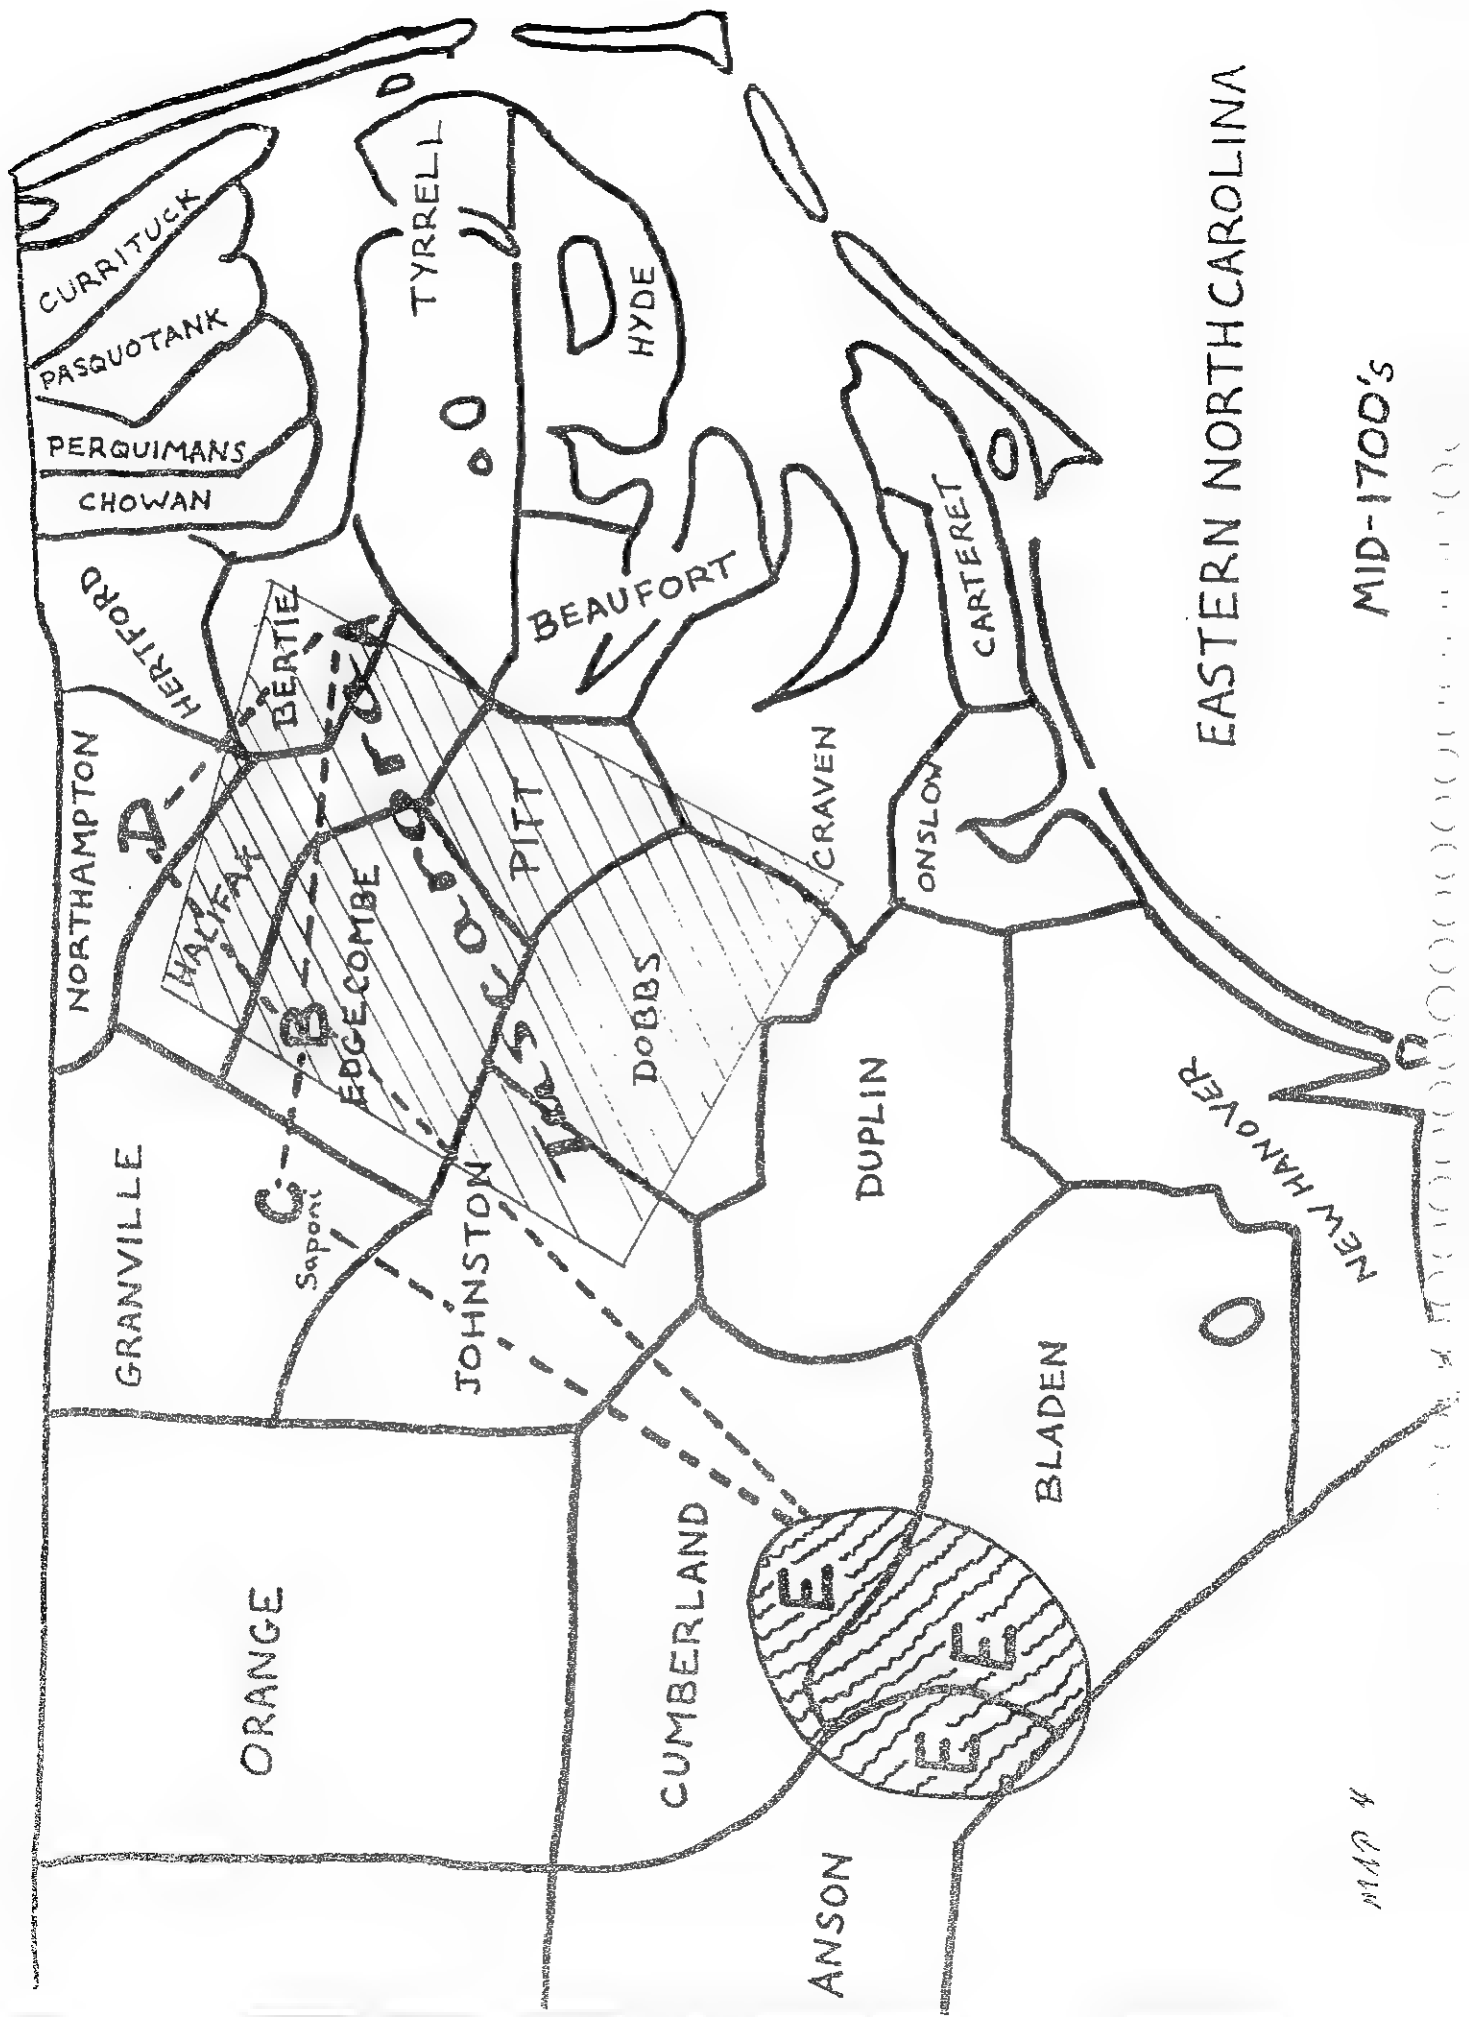 CURRITUCK
PASQUOTANK
PERQUIMANS
CHOWAN
HERTFORD
NORTHAMPTON
GRANVILLE
ORANGE
TYRRELL
BERTIE
HALIFAX
EDGECOMBE
Tuscarora
A
B
C
Saponi
D
HYDE
BEAUFORT
PITT
DOBBS
JOHNSTON
CUMBERLAND
CRAVEN
CARTERET
ONSLOW
DUPLIN
BLADEN
NEW HANOVER
ANSON
E
E
E
EASTERN NORTH CAROLINA
MID-1700's
MAP 4